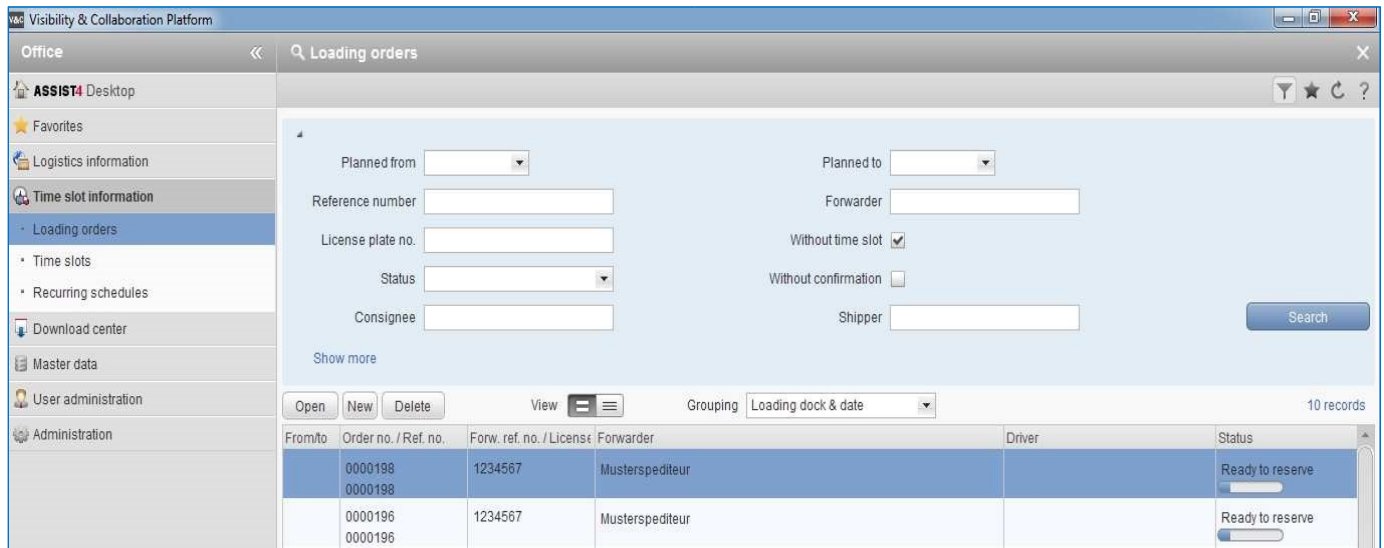 V&C Visibility & Collaboration Platform
Office «
Loading orders
ASSIST4 Desktop
Favorites
Logistics information
Time slot information
Loading orders
Time slots
Recurring schedules
Download center
Master data
User administration
Administration
?
Planned from
Planned to
Reference number
Forwarder
License plate no.
Without time slot
Status
Without confirmation
Consignee
Shipper
Search
Show more
Open New Delete View Grouping Loading dock & date 10 records
From/to Order no. / Ref. no. Forw. ref. no. / License Forwarder Driver Status
0000198 1234567 Musterspediteur Ready to reserve
0000198
0000196 1234567 Musterspediteur Ready to reserve
0000196